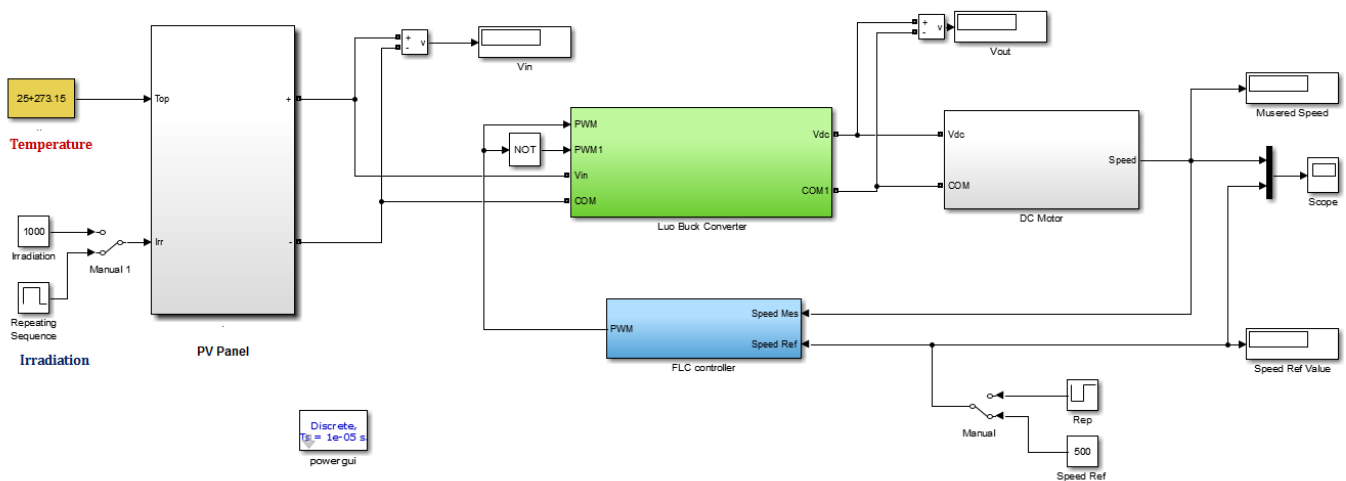 +
-
v
Vin
+
-
v
Vout
25+273.15
..
Temperature
Top
+
Irr
-
.
PV Panel
1000
Irradiation
Manual 1
Repeating
Sequence
Irradiation
NOT
PWM
PWM1
Vin
COM
Vdc
COM1
Luo Buck Converter
Vdc
COM
Speed
DC Motor
Musered Speed
Scope
PWM
Speed Mes
Speed Ref
FLC controller
Speed Ref Value
Rep
Manual
500
Speed Ref
Discrete,
Ts = 1e-05 s.
powergui